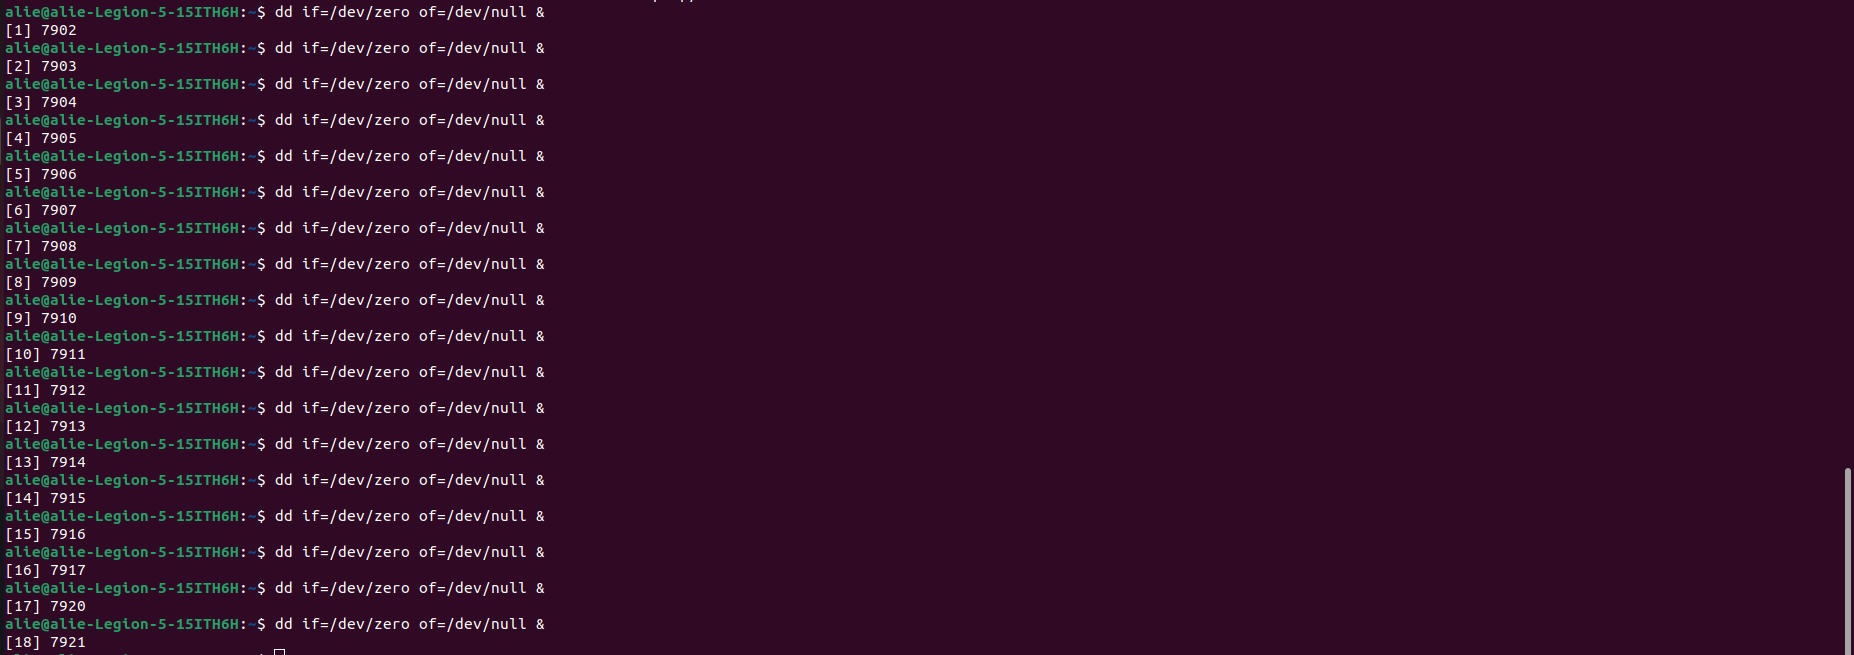 alie@alie-Legion-5-15ITH6H:~$ dd if=/dev/zero of=/dev/null &
[1] 7902
alie@alie-Legion-5-15ITH6H:~$ dd if=/dev/zero of=/dev/null &
[2] 7903
alie@alie-Legion-5-15ITH6H:~$ dd if=/dev/zero of=/dev/null &
[3] 7904
alie@alie-Legion-5-15ITH6H:~$ dd if=/dev/zero of=/dev/null &
[4] 7905
alie@alie-Legion-5-15ITH6H:~$ dd if=/dev/zero of=/dev/null &
[5] 7906
alie@alie-Legion-5-15ITH6H:~$ dd if=/dev/zero of=/dev/null &
[6] 7907
alie@alie-Legion-5-15ITH6H:~$ dd if=/dev/zero of=/dev/null &
[7] 7908
alie@alie-Legion-5-15ITH6H:~$ dd if=/dev/zero of=/dev/null &
[8] 7909
alie@alie-Legion-5-15ITH6H:~$ dd if=/dev/zero of=/dev/null &
[9] 7910
alie@alie-Legion-5-15ITH6H:~$ dd if=/dev/zero of=/dev/null &
[10] 7911
alie@alie-Legion-5-15ITH6H:~$ dd if=/dev/zero of=/dev/null &
[11] 7912
alie@alie-Legion-5-15ITH6H:~$ dd if=/dev/zero of=/dev/null &
[12] 7913
alie@alie-Legion-5-15ITH6H:~$ dd if=/dev/zero of=/dev/null &
[13] 7914
alie@alie-Legion-5-15ITH6H:~$ dd if=/dev/zero of=/dev/null &
[14] 7915
alie@alie-Legion-5-15ITH6H:~$ dd if=/dev/zero of=/dev/null &
[15] 7916
alie@alie-Legion-5-15ITH6H:~$ dd if=/dev/zero of=/dev/null &
[16] 7917
alie@alie-Legion-5-15ITH6H:~$ dd if=/dev/zero of=/dev/null &
[17] 7920
alie@alie-Legion-5-15ITH6H:~$ dd if=/dev/zero of=/dev/null &
[18] 7921